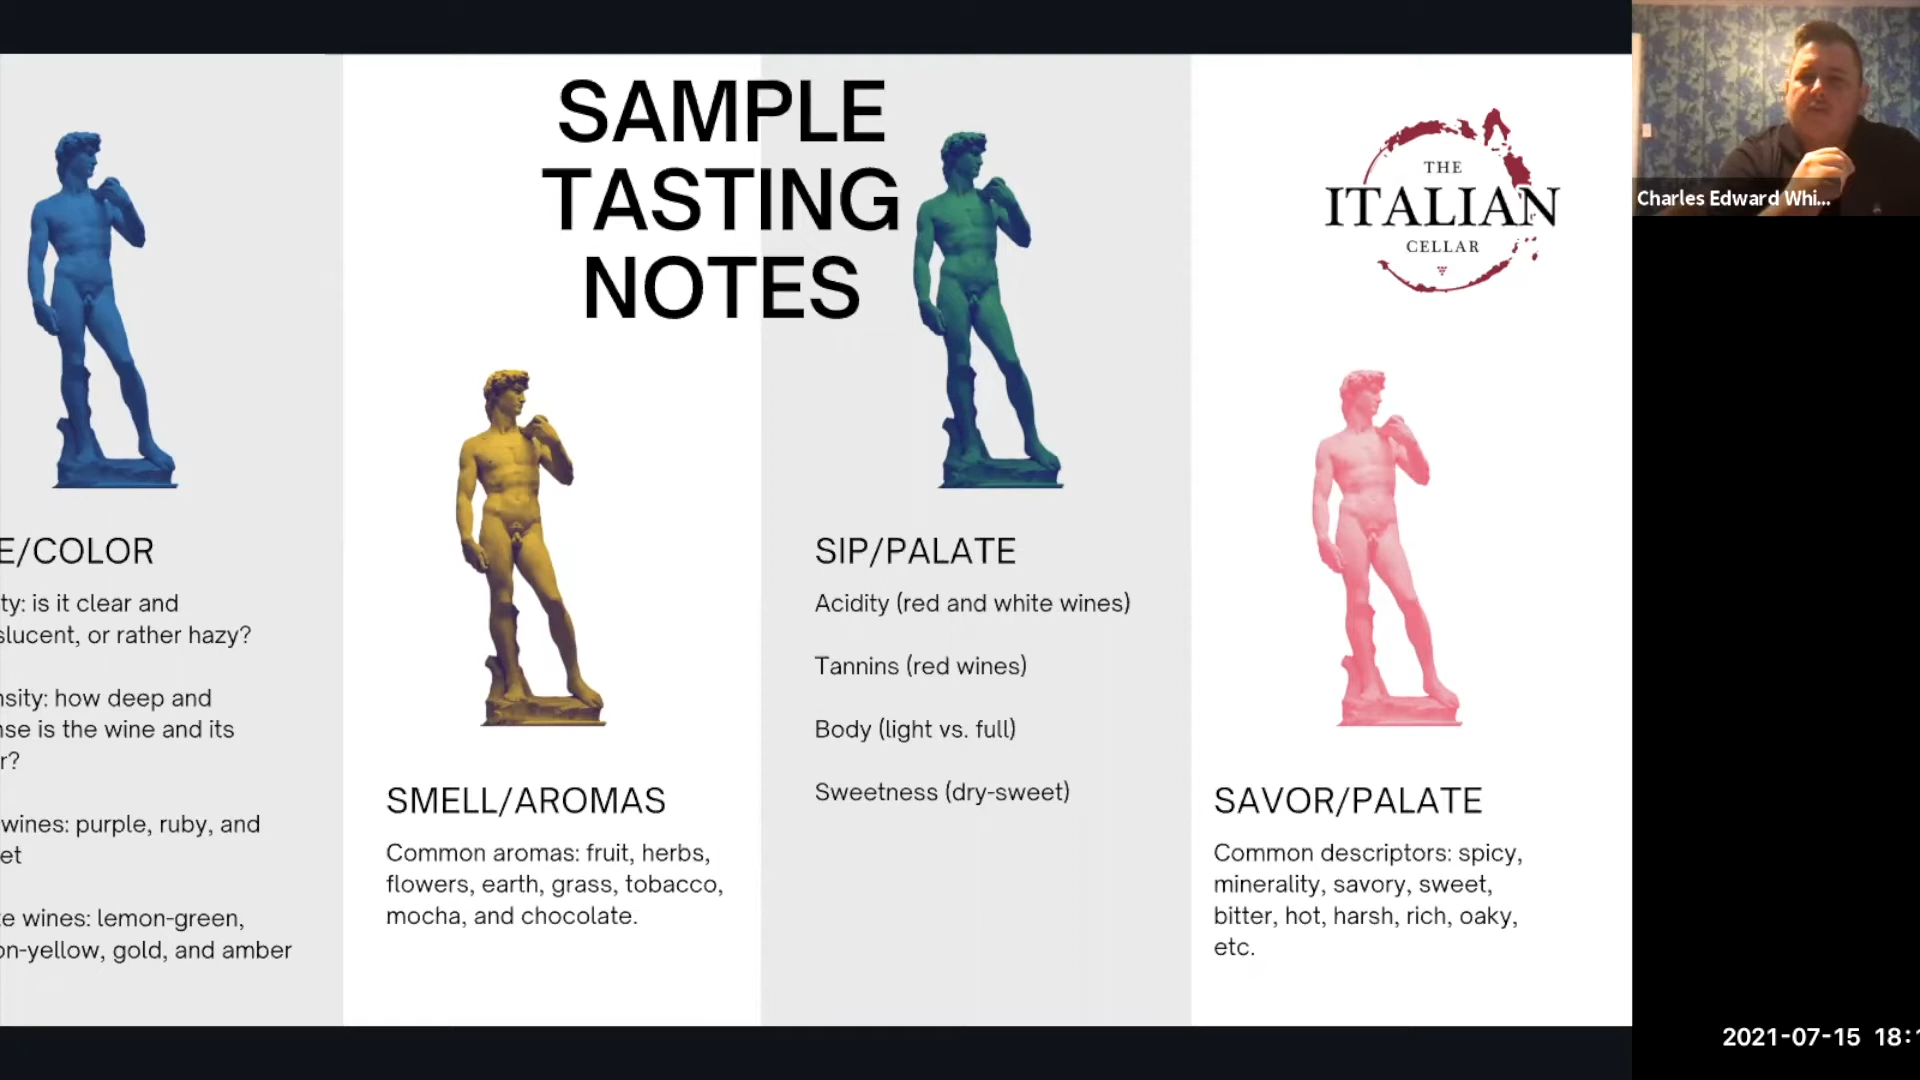 SAMPLE
TASTING
NOTES
THE
ITALIAN
CELLAR
Charles Edward Whi...
E/COLOR
ty: is it clear and
slucent, or rather hazy?
nsity: how deep and
nse is the wine and its
r?
wines: purple, ruby, and
et
e wines: lemon-green,
on-yellow, gold, and amber
SMELL/AROMAS
Common aromas: fruit, herbs,
flowers, earth, grass, tobacco,
mocha, and chocolate.
SIP/PALATE
Acidity (red and white wines)
Tannins (red wines)
Body (light vs. full)
Sweetness (dry-sweet)
SAVOR/PALATE
Common descriptors: spicy,
minerality, savory, sweet,
bitter, hot, harsh, rich, oaky,
etc.
2021-07-15 18:1